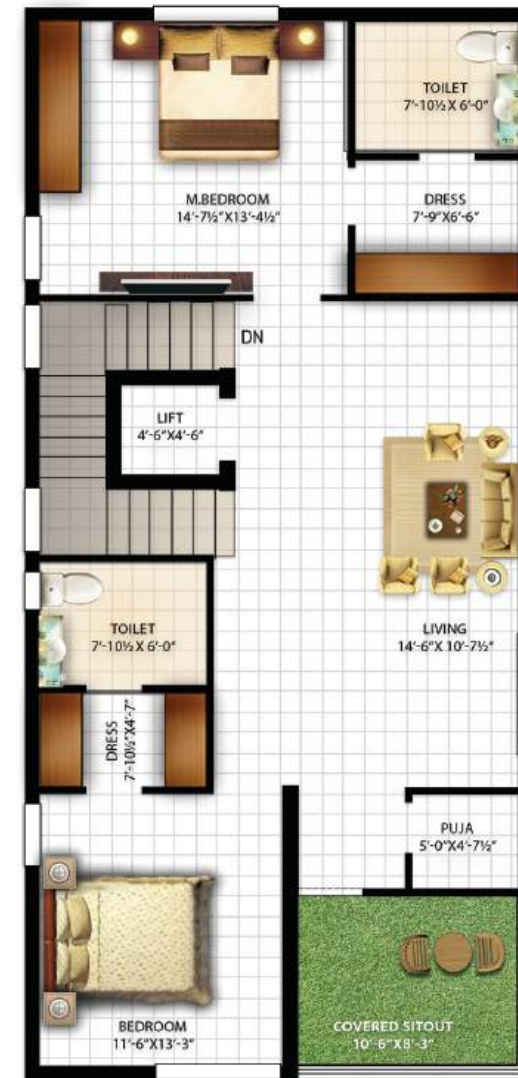 TOILET
7'-10½ X 6'-0"
M.BEDROOM
14'-7½"X13'-4½"
DRESS
7'-9"X6'-6"
DN
LIFT
4'-6"X4'-6"
TOILET
7'-10½ X 6'-0"
LIVING
14'-6"X 10'-7½"
DRESS
7'-10½"X4'-7"
PUJA
5'-0"X4'-7½"
BEDROOM
11'-6"X13'-3"
COVERED SITOUT
10'-6"X8'-3"